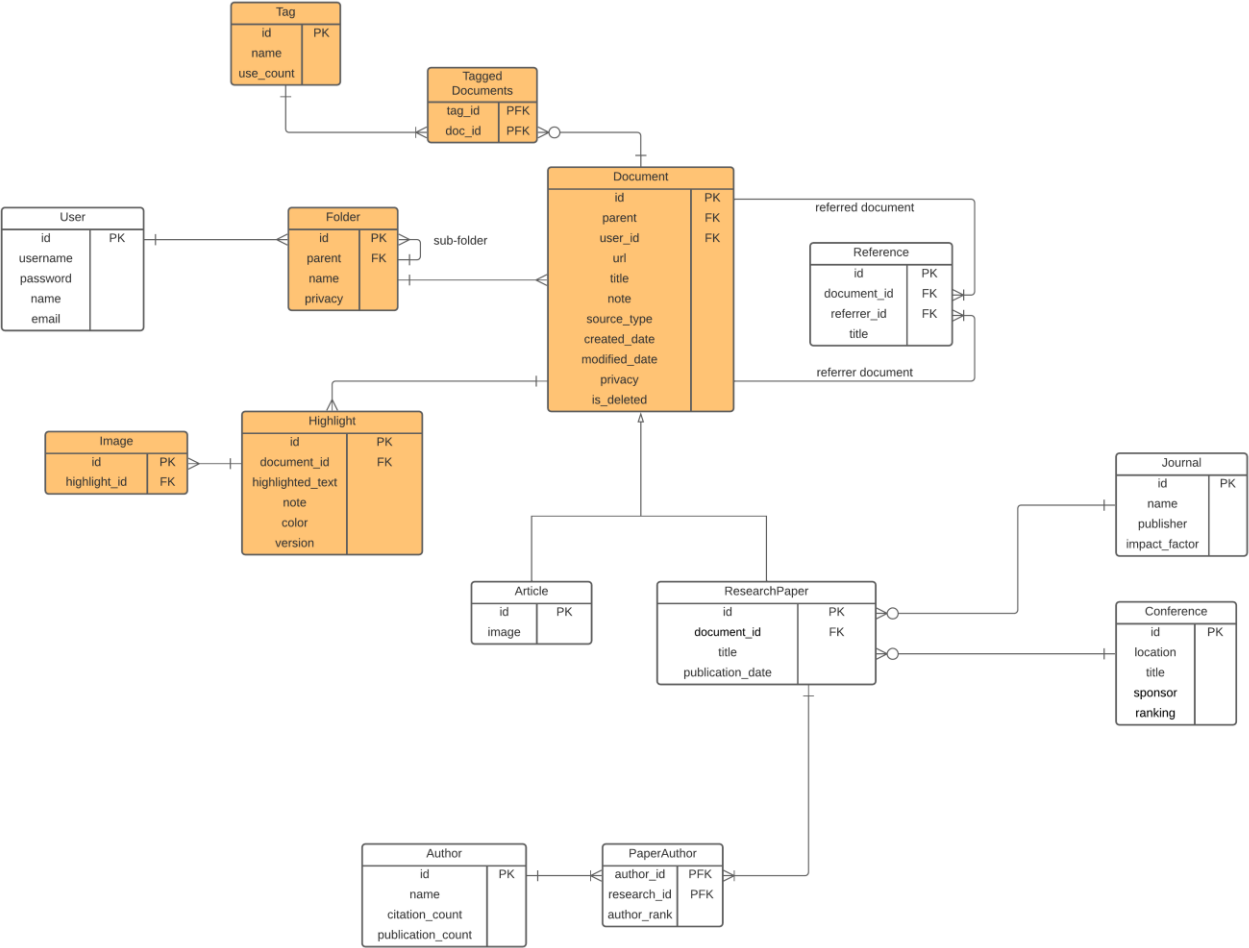 Tag
id PK
name
use_count
Tagged
Documents
tag_id PFK
doc_id PFK
Document
id PK
parent FK
user_id FK
url
title
note
source_type
created_date
modified_date
privacy
is_deleted
referred document
Reference
id PK
document_id FK
referrer_id FK
title
referrer document
User
id PK
username
password
name
email
Folder
id PK
parent FK
name
privacy
sub-folder
Highlight
id PK
document_id FK
highlighted_text
note
color
version
Image
id PK
highlight_id FK
Journal
id PK
name
publisher
impact_factor
Article
id PK
image
ResearchPaper
id PK
document_id FK
title
publication_date
Conference
id PK
location
title
sponsor
ranking
Author
id PK
name
citation_count
publication_count
PaperAuthor
author_id PFK
research_id PFK
author_rank